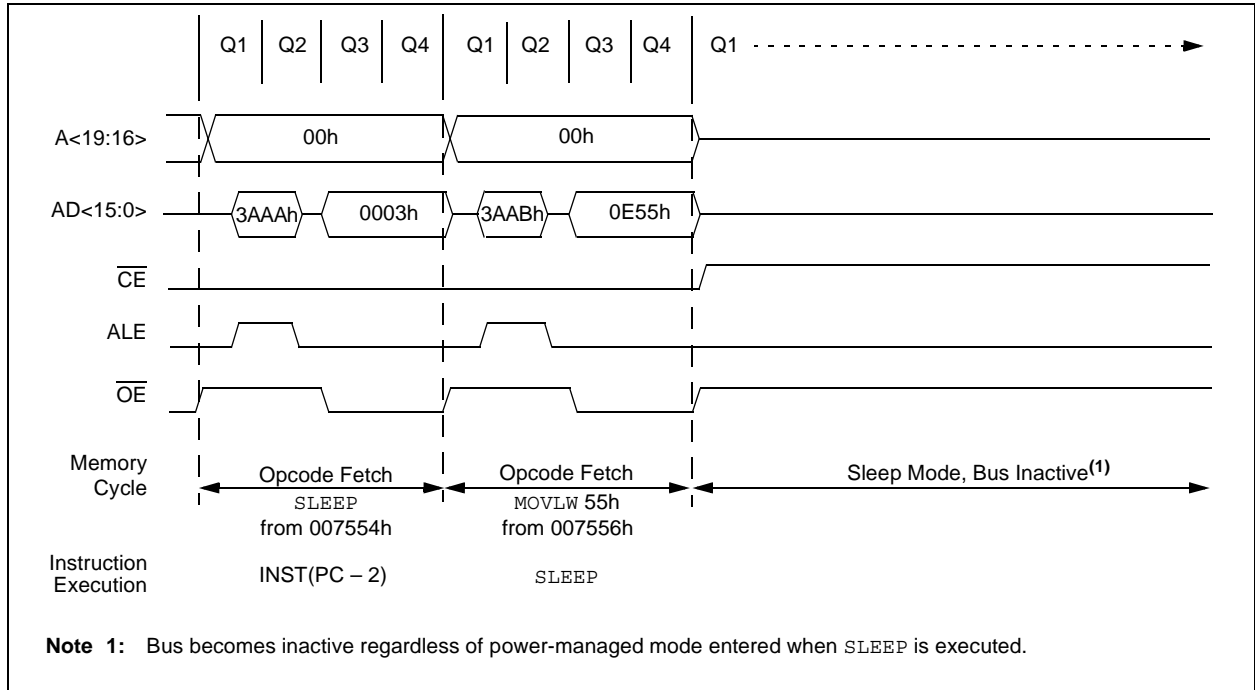 Q1 Q2 Q3 Q4 Q1 Q2 Q3 Q4 Q1
A<19:16> 00h 00h
AD<15:0> 3AAAh 0003h 3AABh 0E55h
CE
ALE
OE
Memory Cycle Opcode Fetch Opcode Fetch Sleep Mode, Bus Inactive(1)
SLEEP MOVLW 55h
from 007554h from 007556h
Instruction Execution INST(PC – 2) SLEEP
Note 1: Bus becomes inactive regardless of power-managed mode entered when SLEEP is executed.